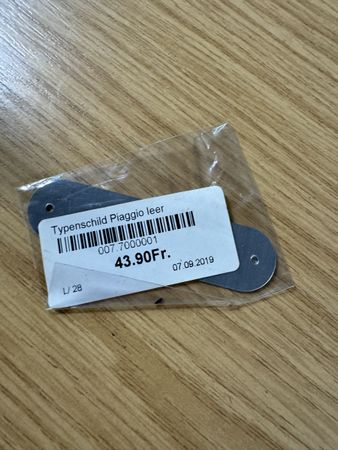 Typenschild Piaggio leer
007.7000001
43.90Fr.
L/ 28
07.09.2019